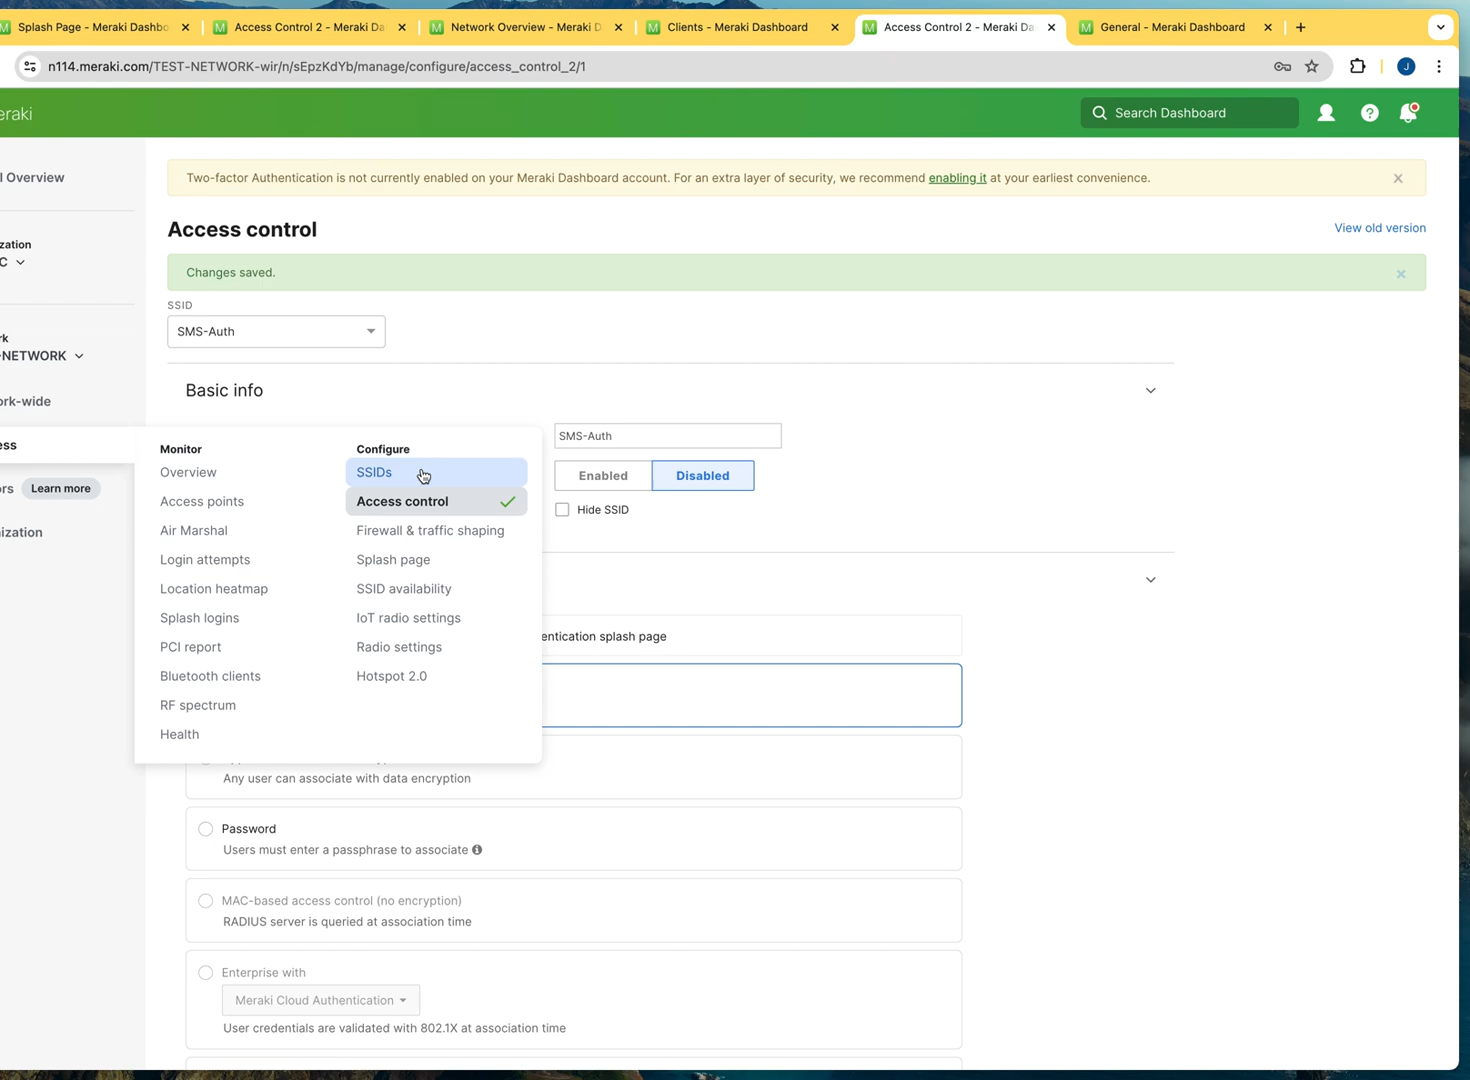 Splash Page - Meraki Dashbo
Access Control 2 - Meraki Da
Network Overview - Meraki D
Clients - Meraki Dashboard
Access Control 2 - Meraki Da
General - Meraki Dashboard
n114.meraki.com/TEST-NETWORK-wir/n/sEpzKdYb/manage/configure/access_control_2/1
J
eraki
Search Dashboard
l Overview
zation
C
rk
-NETWORK
ork-wide
ess
ors Learn more
ization
Two-factor Authentication is not currently enabled on your Meraki Dashboard account. For an extra layer of security, we recommend enabling it at your earliest convenience.
Access control
View old version
Changes saved.
SSID
SMS-Auth
Basic info
SMS-Auth
Enabled
Disabled
Hide SSID
Monitor
Overview
Access points
Air Marshal
Login attempts
Location heatmap
Splash logins
PCI report
Bluetooth clients
RF spectrum
Health
Configure
SSIDs
Access control
Firewall & traffic shaping
Splash page
SSID availability
IoT radio settings
Radio settings
Hotspot 2.0
entication splash page
Any user can associate with data encryption
Password
Users must enter a passphrase to associate
MAC-based access control (no encryption)
RADIUS server is queried at association time
Enterprise with
Meraki Cloud Authentication
User credentials are validated with 802.1X at association time